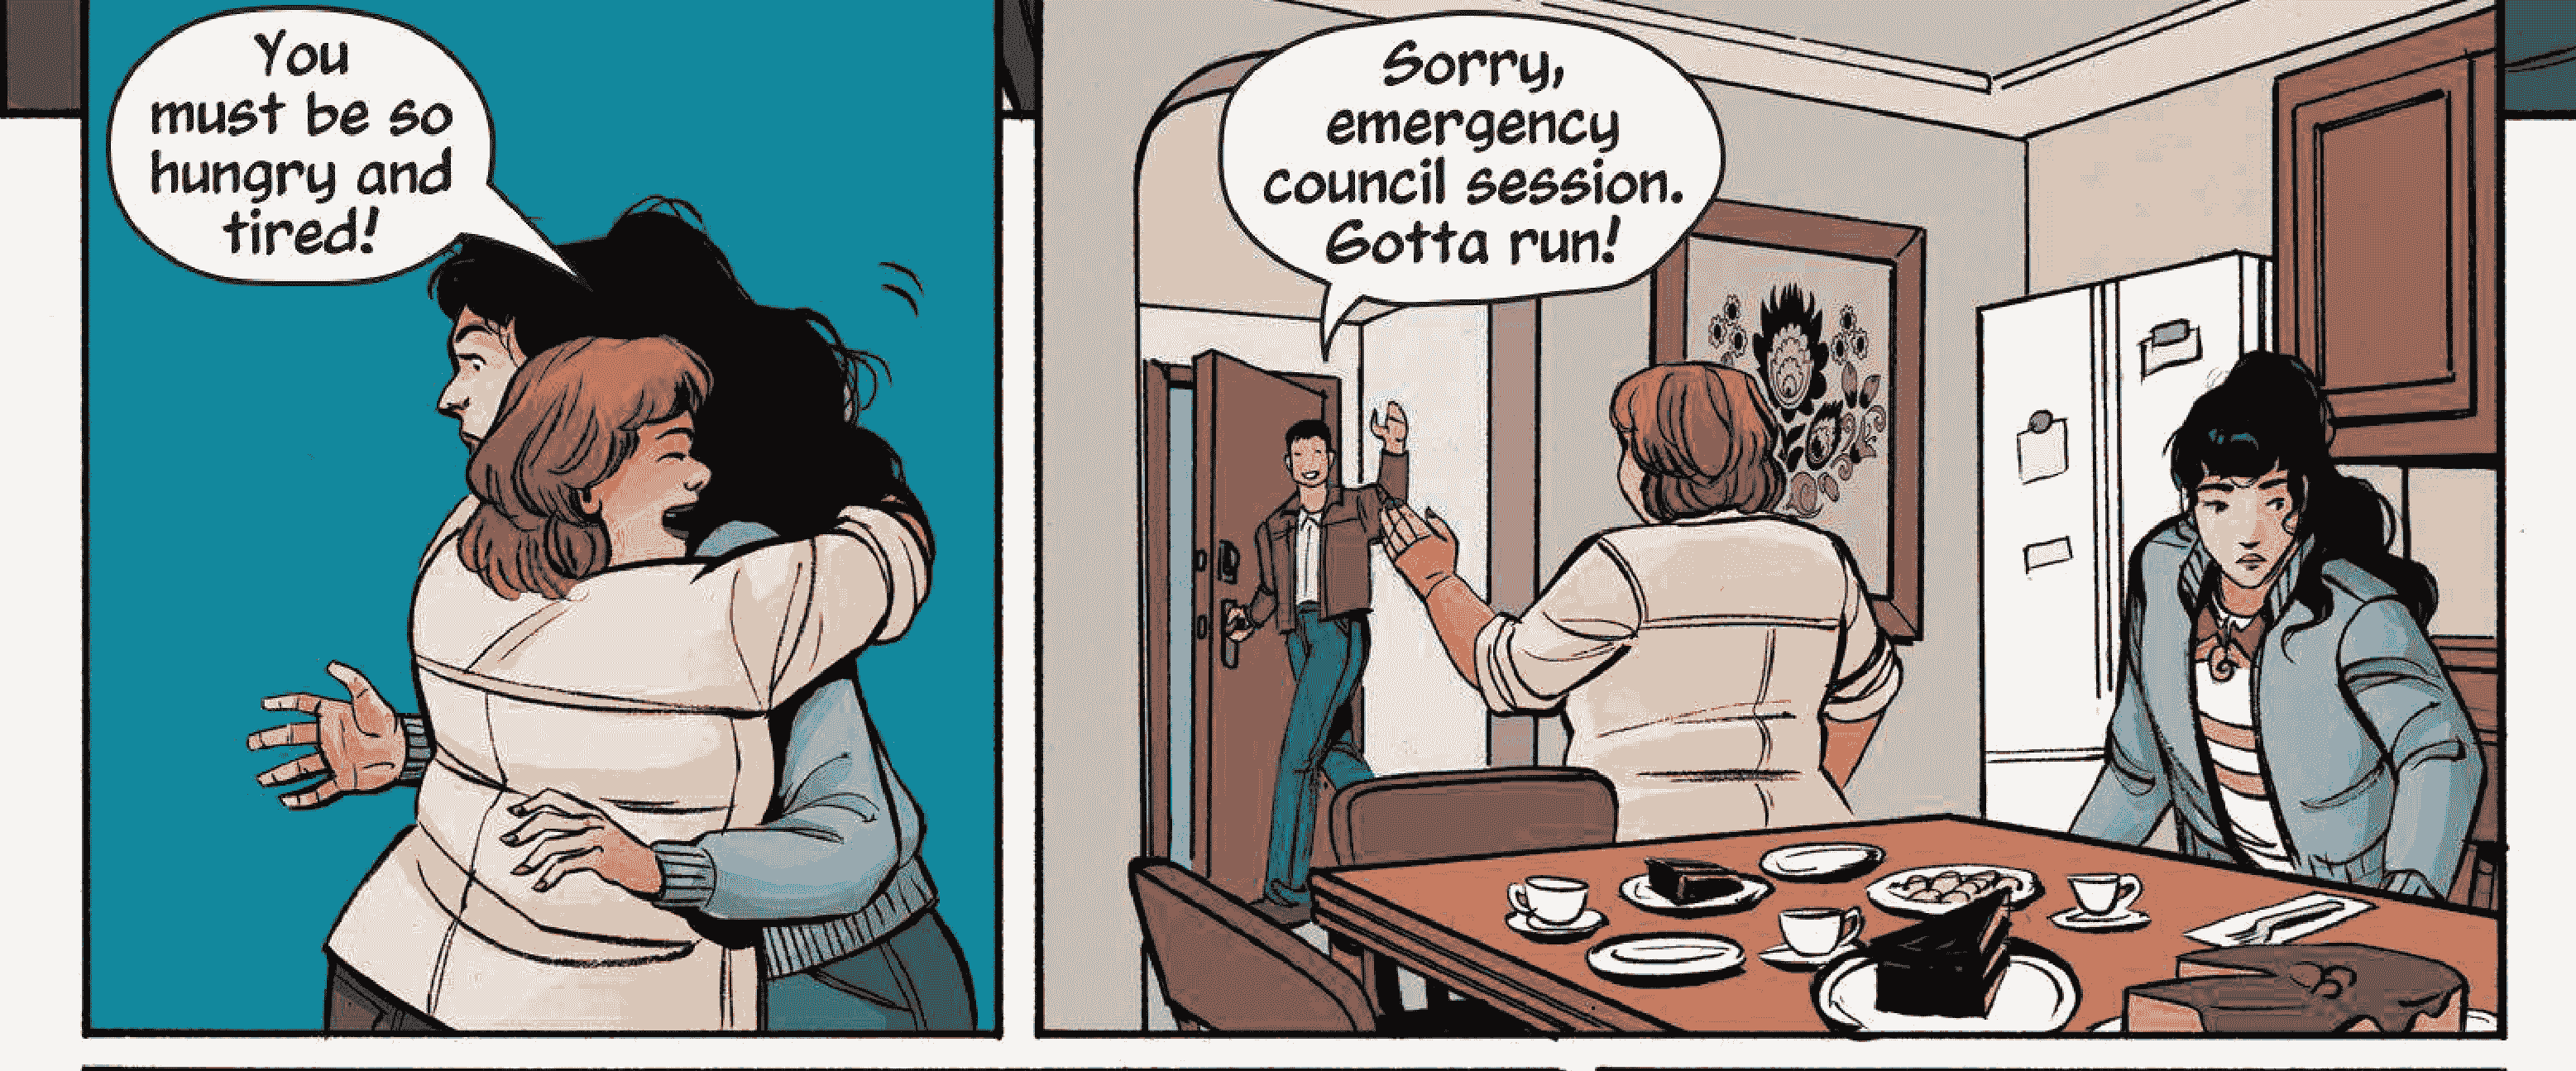 You
must be so
hungry and
tired!
Sorry,
emergency
council session.
Gotta run!